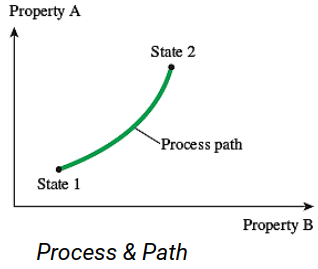 Property A
State 2
Process path
State 1
Property B
Process & Path